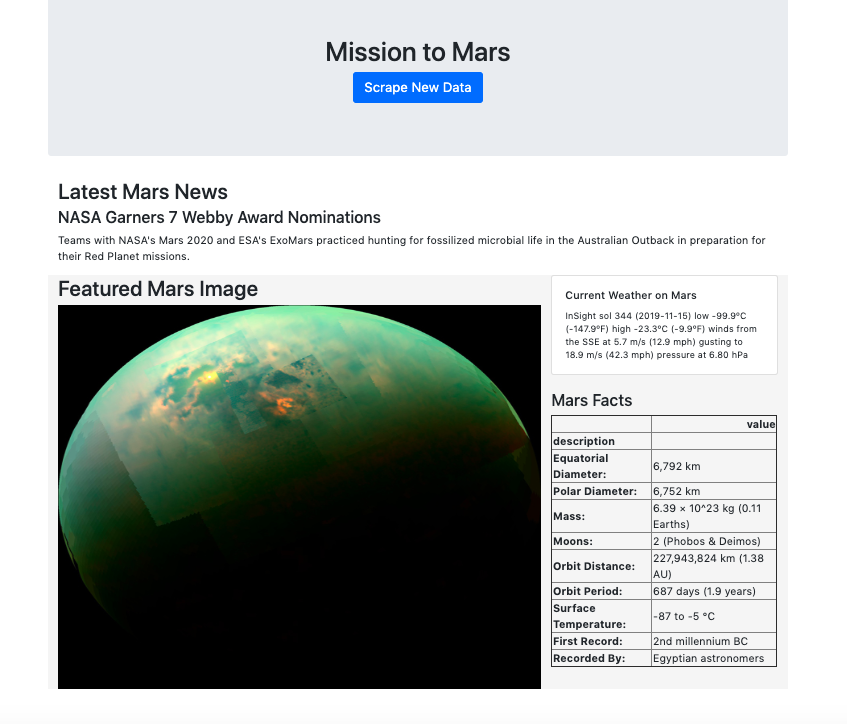 Mission to Mars
Scrape New Data
Latest Mars News
NASA Garners 7 Webby Award Nominations
Teams with NASA's Mars 2020 and ESA's ExoMars practiced hunting for fossilized microbial life in the Australian Outback in preparation for
their Red Planet missions.
Featured Mars Image
Current Weather on Mars
InSight sol 344 (2019-11-15) low -99.9ºC
(-147.9ºF) high -23.3ºC (-9.9ºF) winds from
the SSE at 5.7 m/s (12.9 mph) gusting to
18.9 m/s (42.3 mph) pressure at 6.80 hPa
Mars Facts
value
description
Equatorial
Diameter:
6,792 km
Polar Diameter: 6,752 km
Mass:
6.39 × 10^23 kg (0.11
Earths)
Moons: 2 (Phobos & Deimos)
Orbit Distance:
227,943,824 km (1.38
AU)
Orbit Period: 687 days (1.9 years)
Surface
Temperature:
-87 to -5 °C
First Record: 2nd millennium BC
Recorded By: Egyptian astronomers